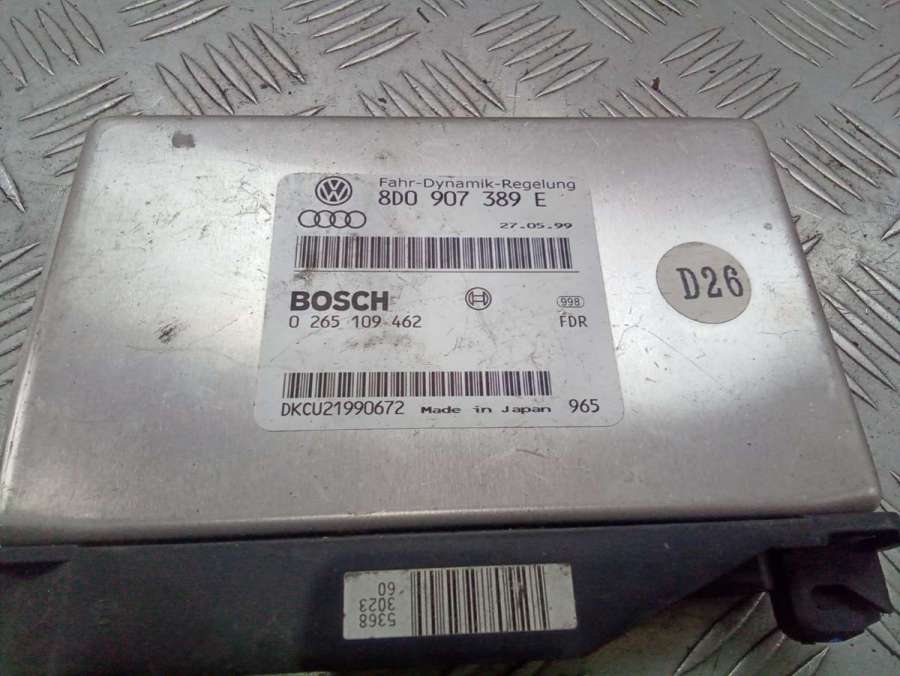 Fahr-Dynamik-Regelung
8D0 907 389 E
27.05.99
BOSCH
0 265 109 462
998
FDR
DKCU21990672 Made in Japan 965
D26
5368
3023
60